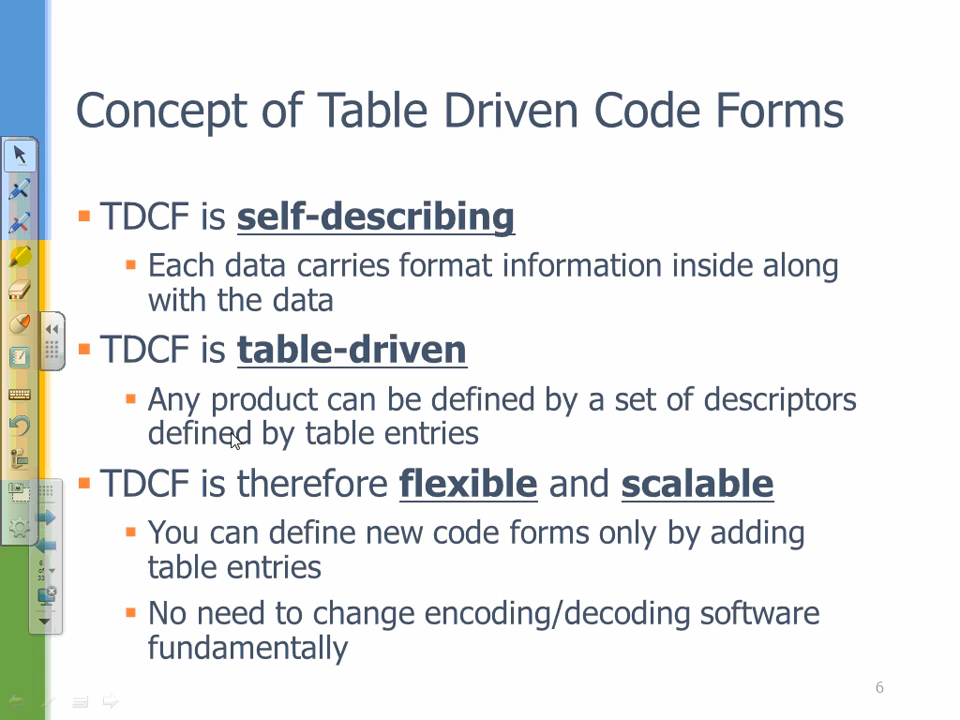 Concept of Table Driven Code Forms
TDCF is self-describing
Each data carries format information inside along
with the data
TDCF is table-driven
Any product can be defined by a set of descriptors
defined by table entries
TDCF is therefore flexible and scalable
You can define new code forms only by adding
table entries
No need to change encoding/decoding software
fundamentally
6
of
33
6